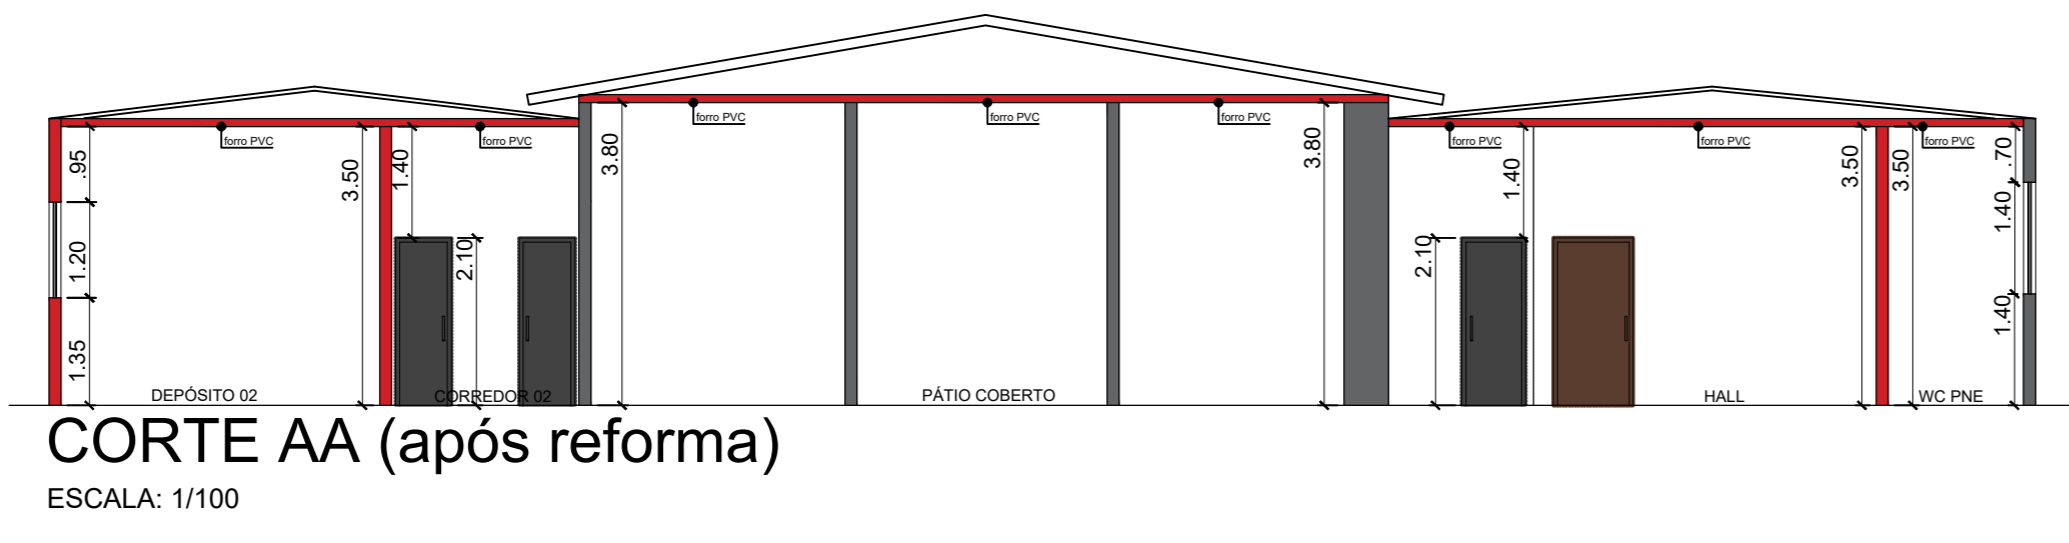 forro PVC
forro PVC
forro PVC
forro PVC
forro PVC
forro PVC
forro PVC
forro PVC
.95
1.20
1.35
3.50
1.40
2.10
3.80
3.80
2.10
1.40
3.50
3.50
.70
1.40
1.40
DEPÓSITO 02
CORREDOR 02
PÁTIO COBERTO
HALL
WC PNE
CORTE AA (após reforma)
ESCALA: 1/100